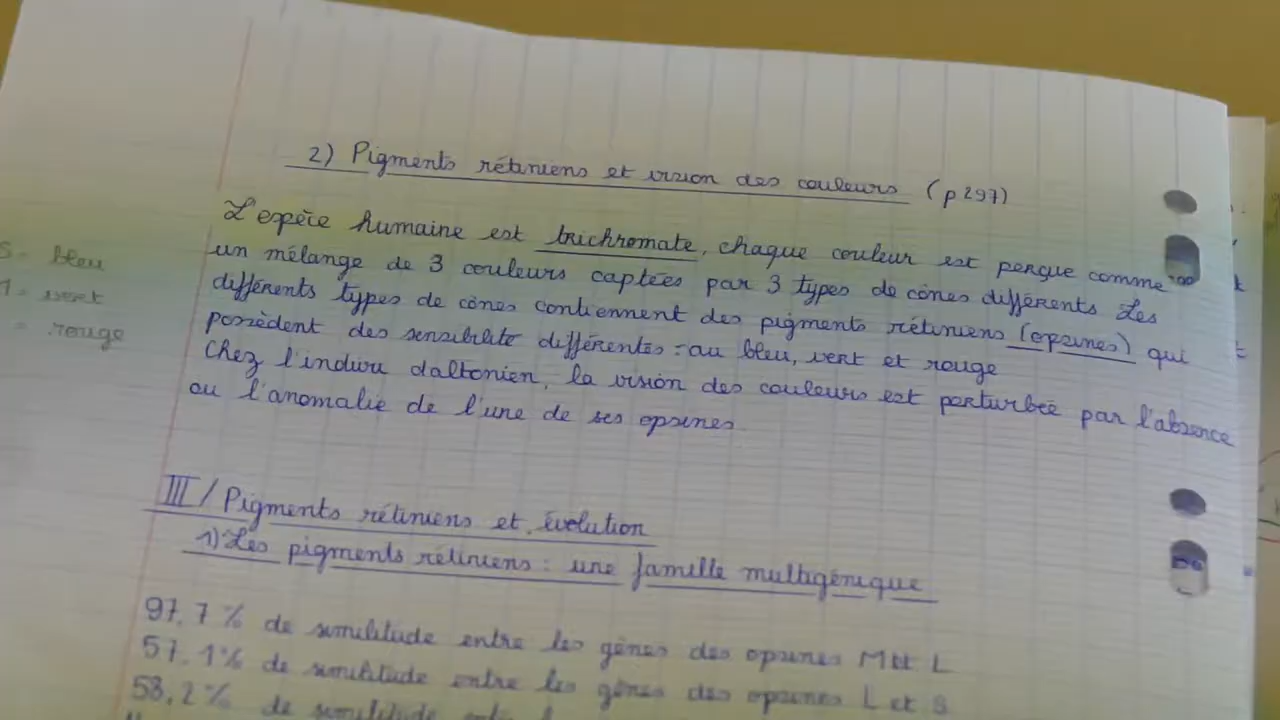 2) Pigments rétiniens et vision des couleurs (p 297)
L'espèce humaine est trichromate, chaque couleur est perçue comme
un mélange de 3 couleurs captées par 3 types de cônes différents. Les
différents types de cônes contiennent des pigments rétiniens (opsines) qui
possèdent des sensibilité différentes : au bleu, vert et rouge
Chez l'indivu daltonien, la vision des couleurs est perturbée par l'absence
ou l'anomalie de l'une de ses opsines
S = bleu
= vert
= rouge
III / Pigments rétiniens et évolution
1) Les pigments rétiniens : une famille multigénique
97,7 % de similitude entre les gènes des opsines M et L
57,1% de similitude entre les gènes des opsines L et S
58,2 % de similitude